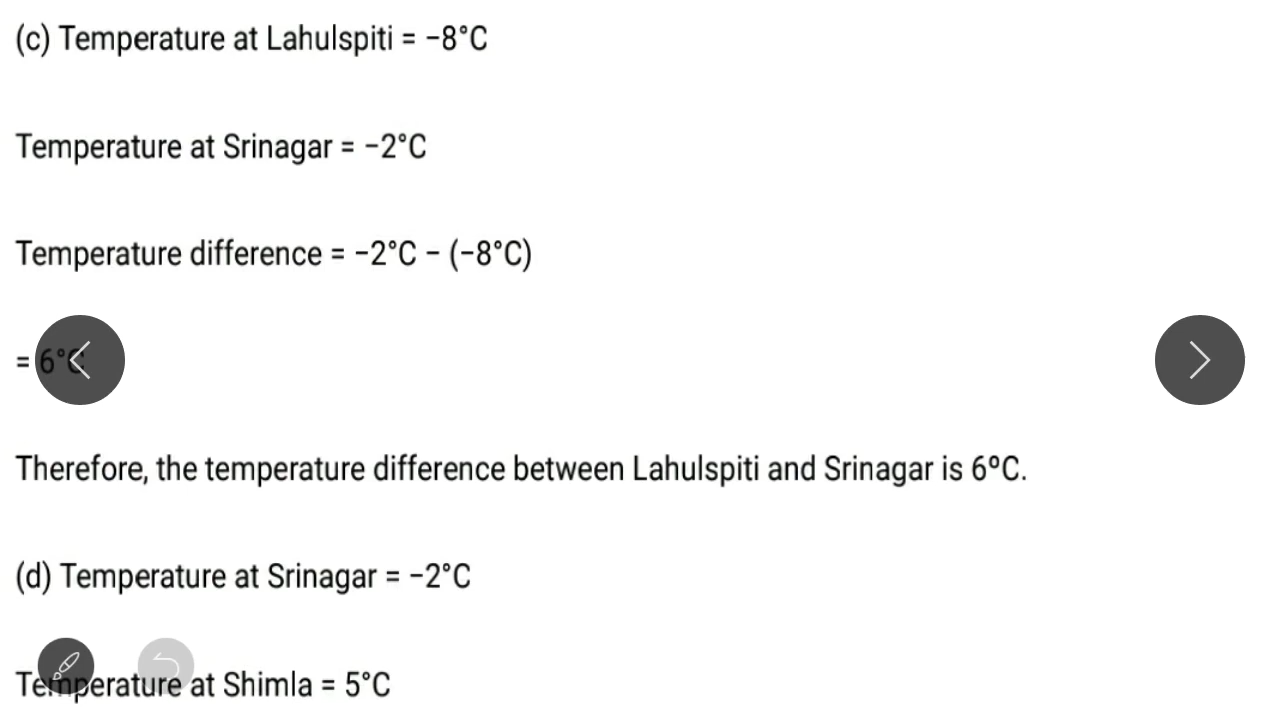 (c) Temperature at Lahulspiti = −8°C
Temperature at Srinagar = −2°C
Temperature difference = −2°C − (−8°C)
= 6°C
Therefore, the temperature difference between Lahulspiti and Srinagar is 6ºC.
(d) Temperature at Srinagar = −2°C
Temperature at Shimla = 5°C